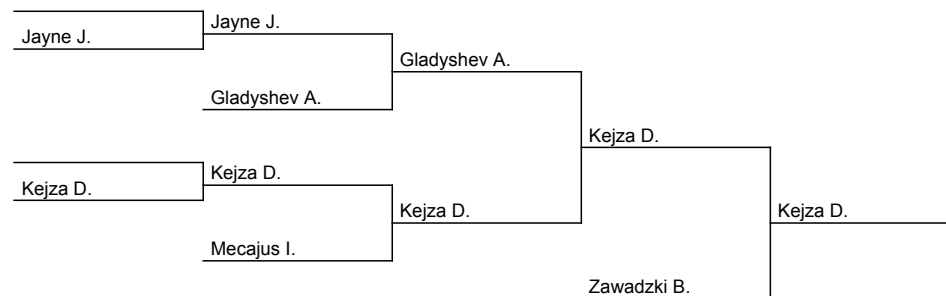 Jayne J.
Jayne J.
Gladyshev A.
Gladyshev A.
Kejza D.
Kejza D.
Kejza D.
Kejza D.
Kejza D.
Mecajus I.
Zawadzki B.